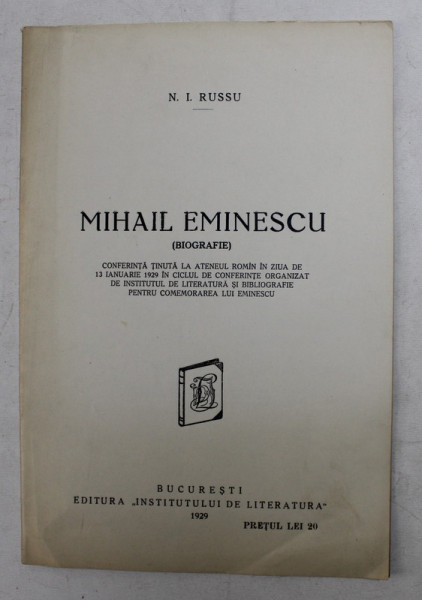 N. I. RUSSU
MIHAIL EMINESCU
(BIOGRAFIE)
CONFERINȚĂ ȚINUTĂ LA ATENEUL ROMÎN ÎN ZIUA DE
13 IANUARIE 1929 ÎN CICLUL DE CONFERINȚE ORGANIZAT
DE INSTITUTUL DE LITERATURĂ ȘI BIBLIOGRAFIE
PENTRU COMEMORAREA LUI EMINESCU
BUCUREȘTI
EDITURA „INSTITUTULUI DE LITERATURA"
1929
PREȚUL LEI 20